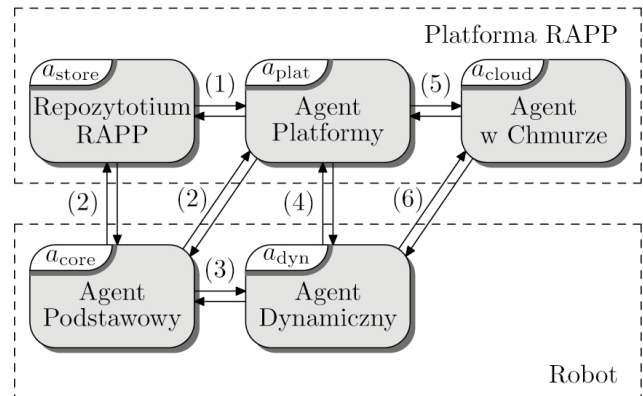 Platforma RAPP
a_store
Repozytotium
RAPP
(1)
a_plat
Agent
Platformy
(5)
a_cloud
Agent
w Chmurze
(2)
(2)
(4)
(6)
a_core
Agent
Podstawowy
(3)
a_dyn
Agent
Dynamiczny
Robot